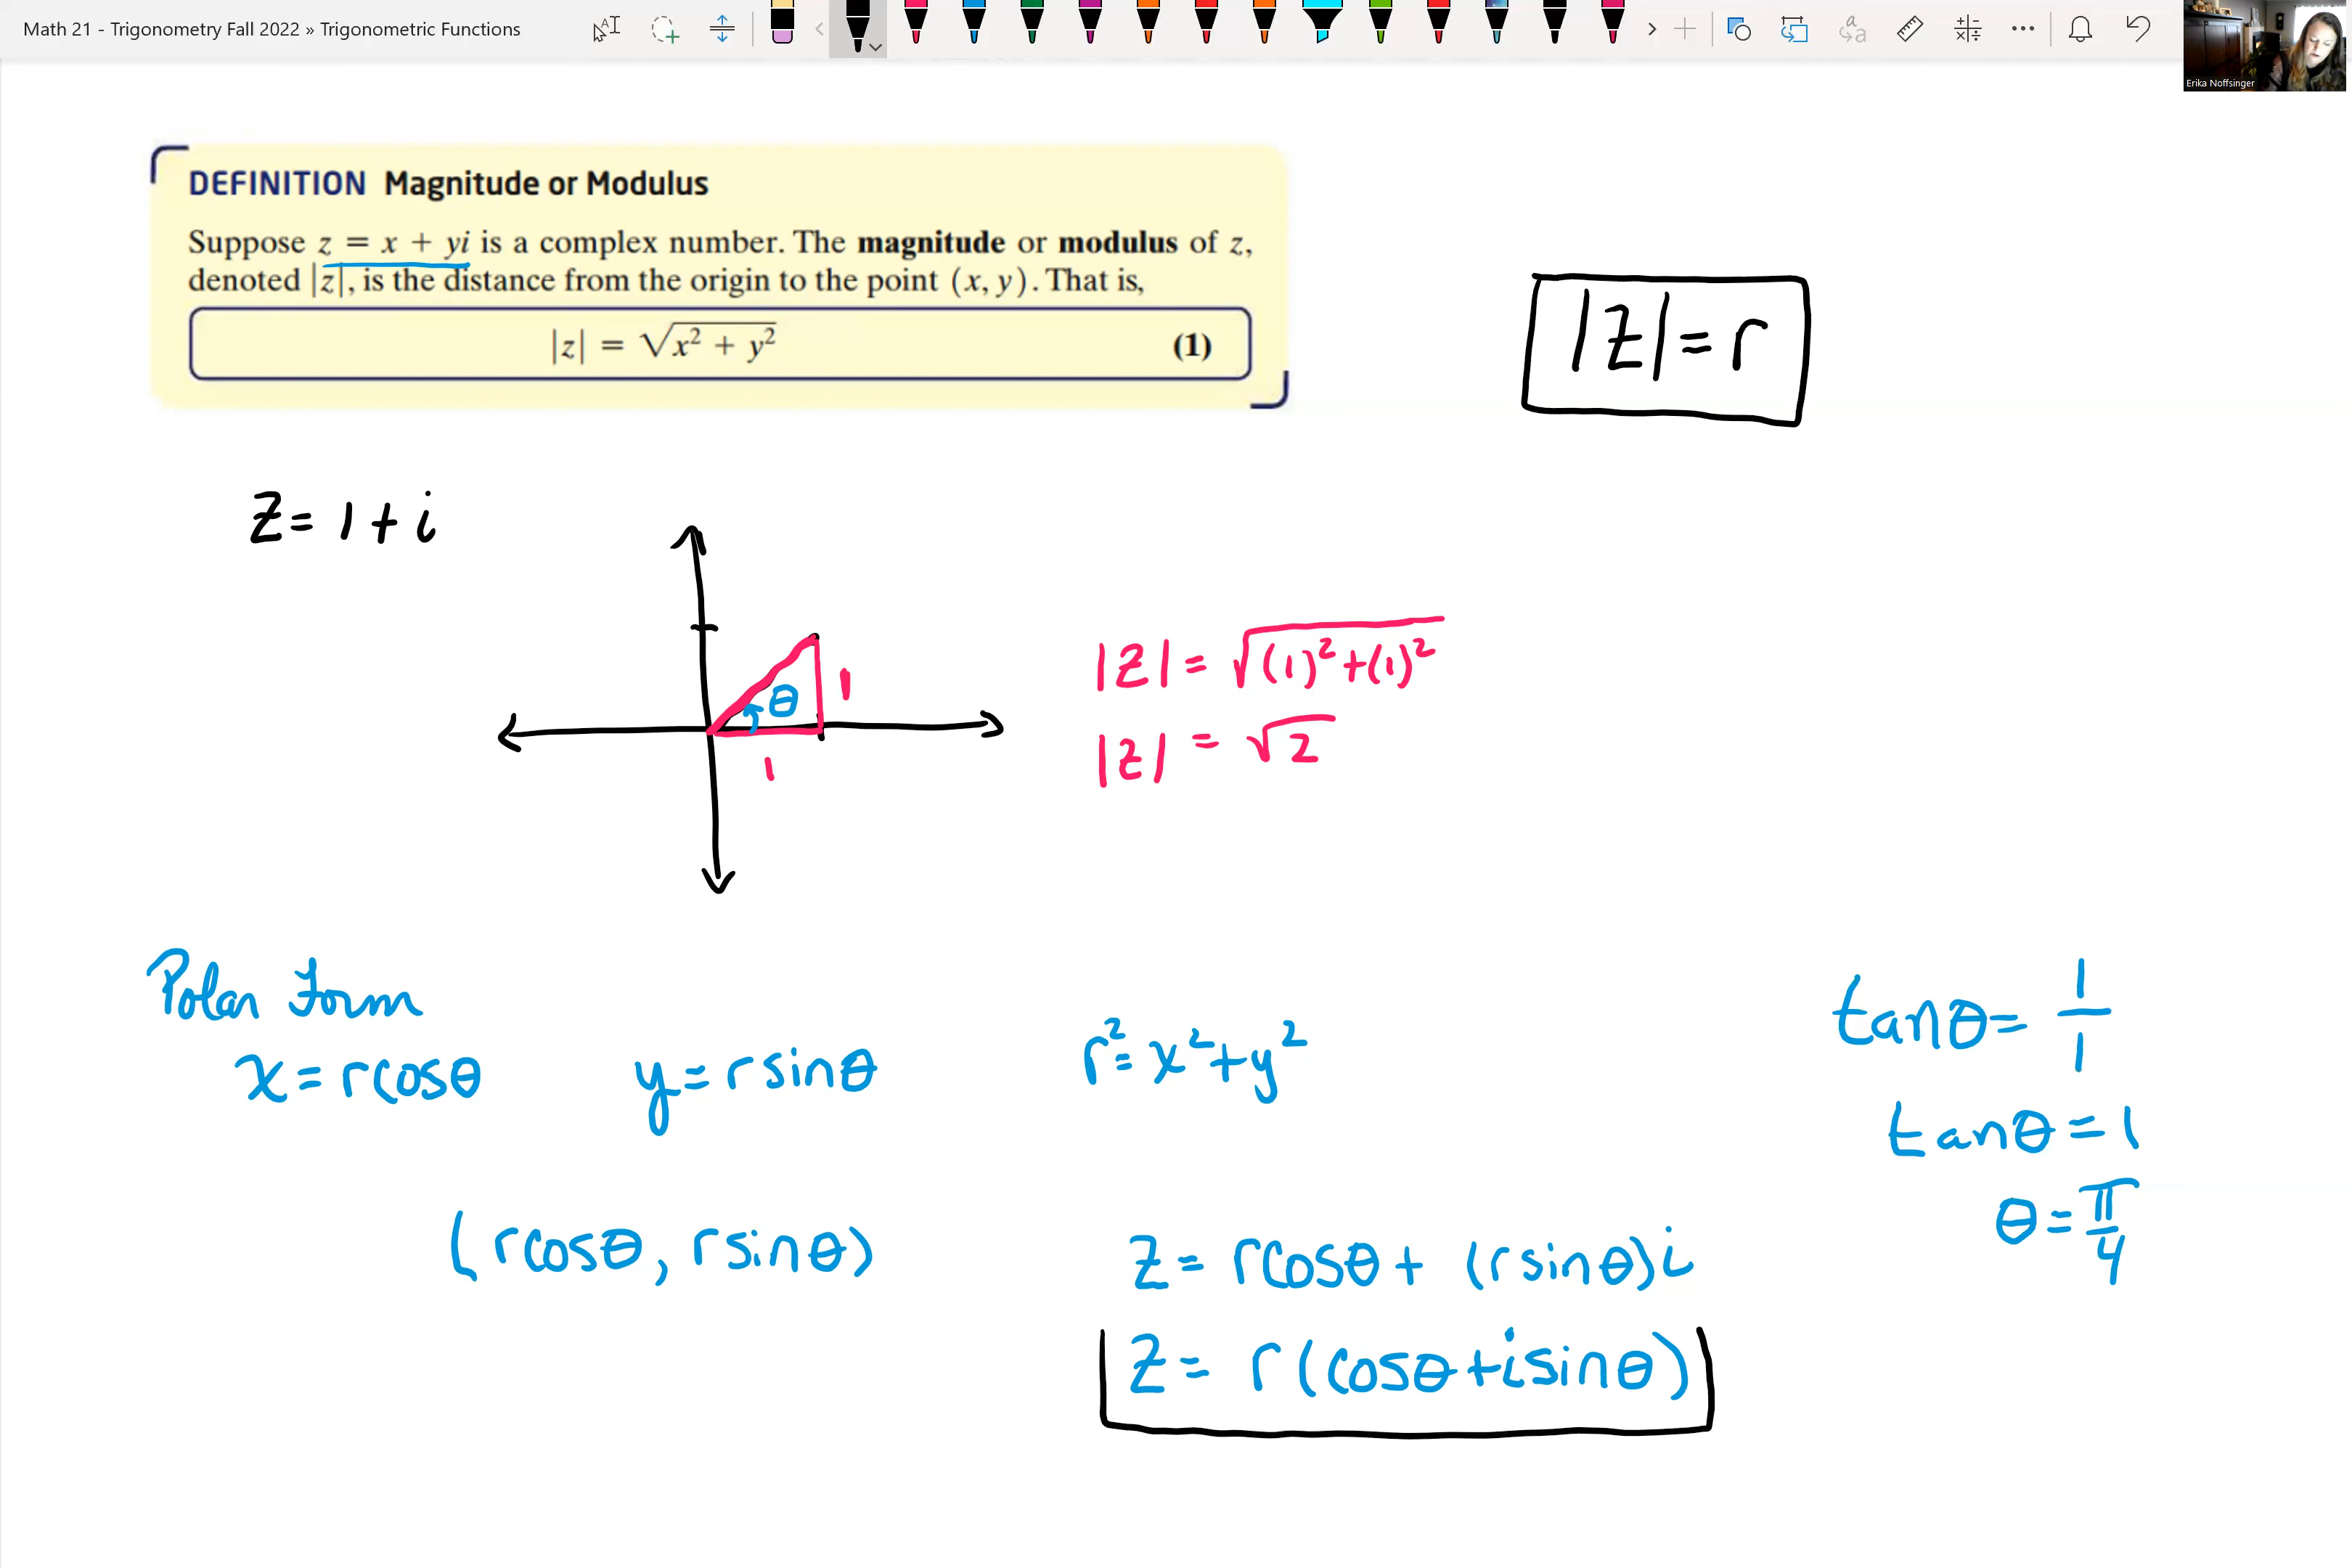 Math 21 - Trigonometry Fall 2022 » Trigonometric Functions
Erika Noffsinger
DEFINITION Magnitude or Modulus
Suppose z = x + yi is a complex number. The magnitude or modulus of z,
denoted |z|, is the distance from the origin to the point (x, y). That is,
|z| = √(x² + y²) (1)
|z| = r
z = 1 + i
θ
1
1
|z| = √((1)² + (1)²)
|z| = √2
Polar Form
x = rcosθ y = rsinθ r² = x² + y²
(rcosθ, rsinθ)
z = rcosθ + (rsinθ)i
z = r(cosθ + isinθ)
tanθ = 1/1
tanθ = 1
θ = π/4